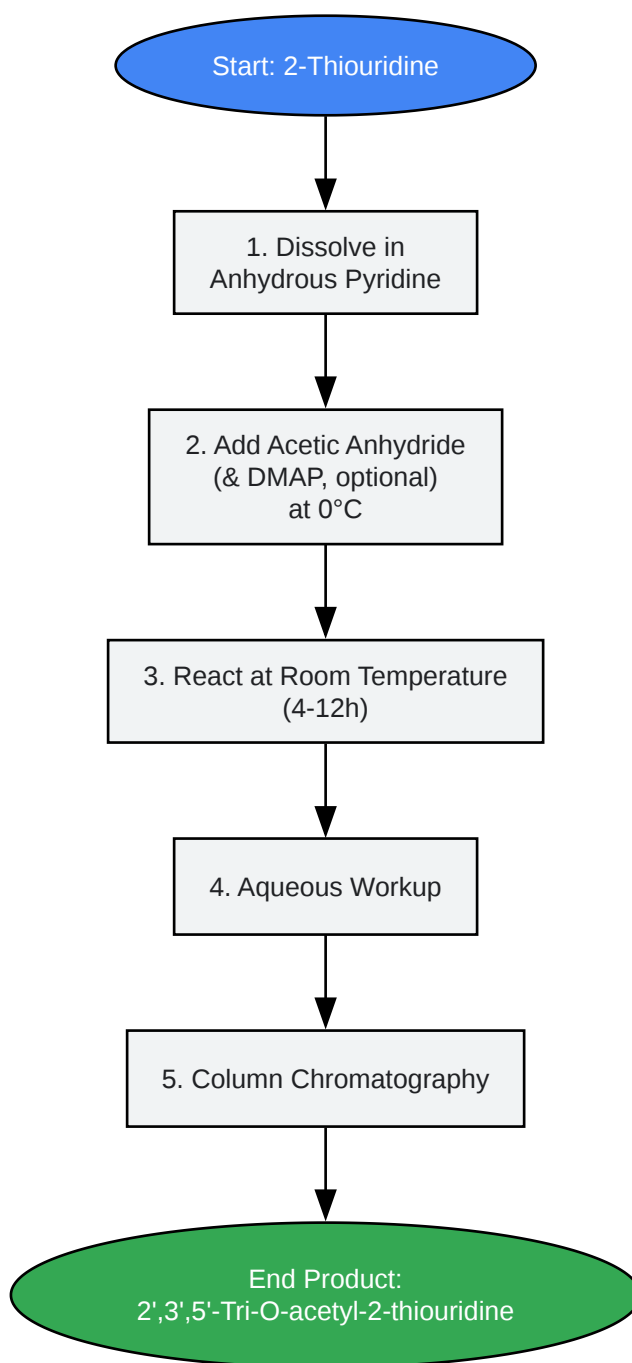 Start: 2-Thiouridine
1. Dissolve in
Anhydrous Pyridine
2. Add Acetic Anhydride
(& DMAP, optional)
at 0°C
3. React at Room Temperature
(4-12h)
4. Aqueous Workup
5. Column Chromatography
End Product:
2',3',5'-Tri-O-acetyl-2-thiouridine